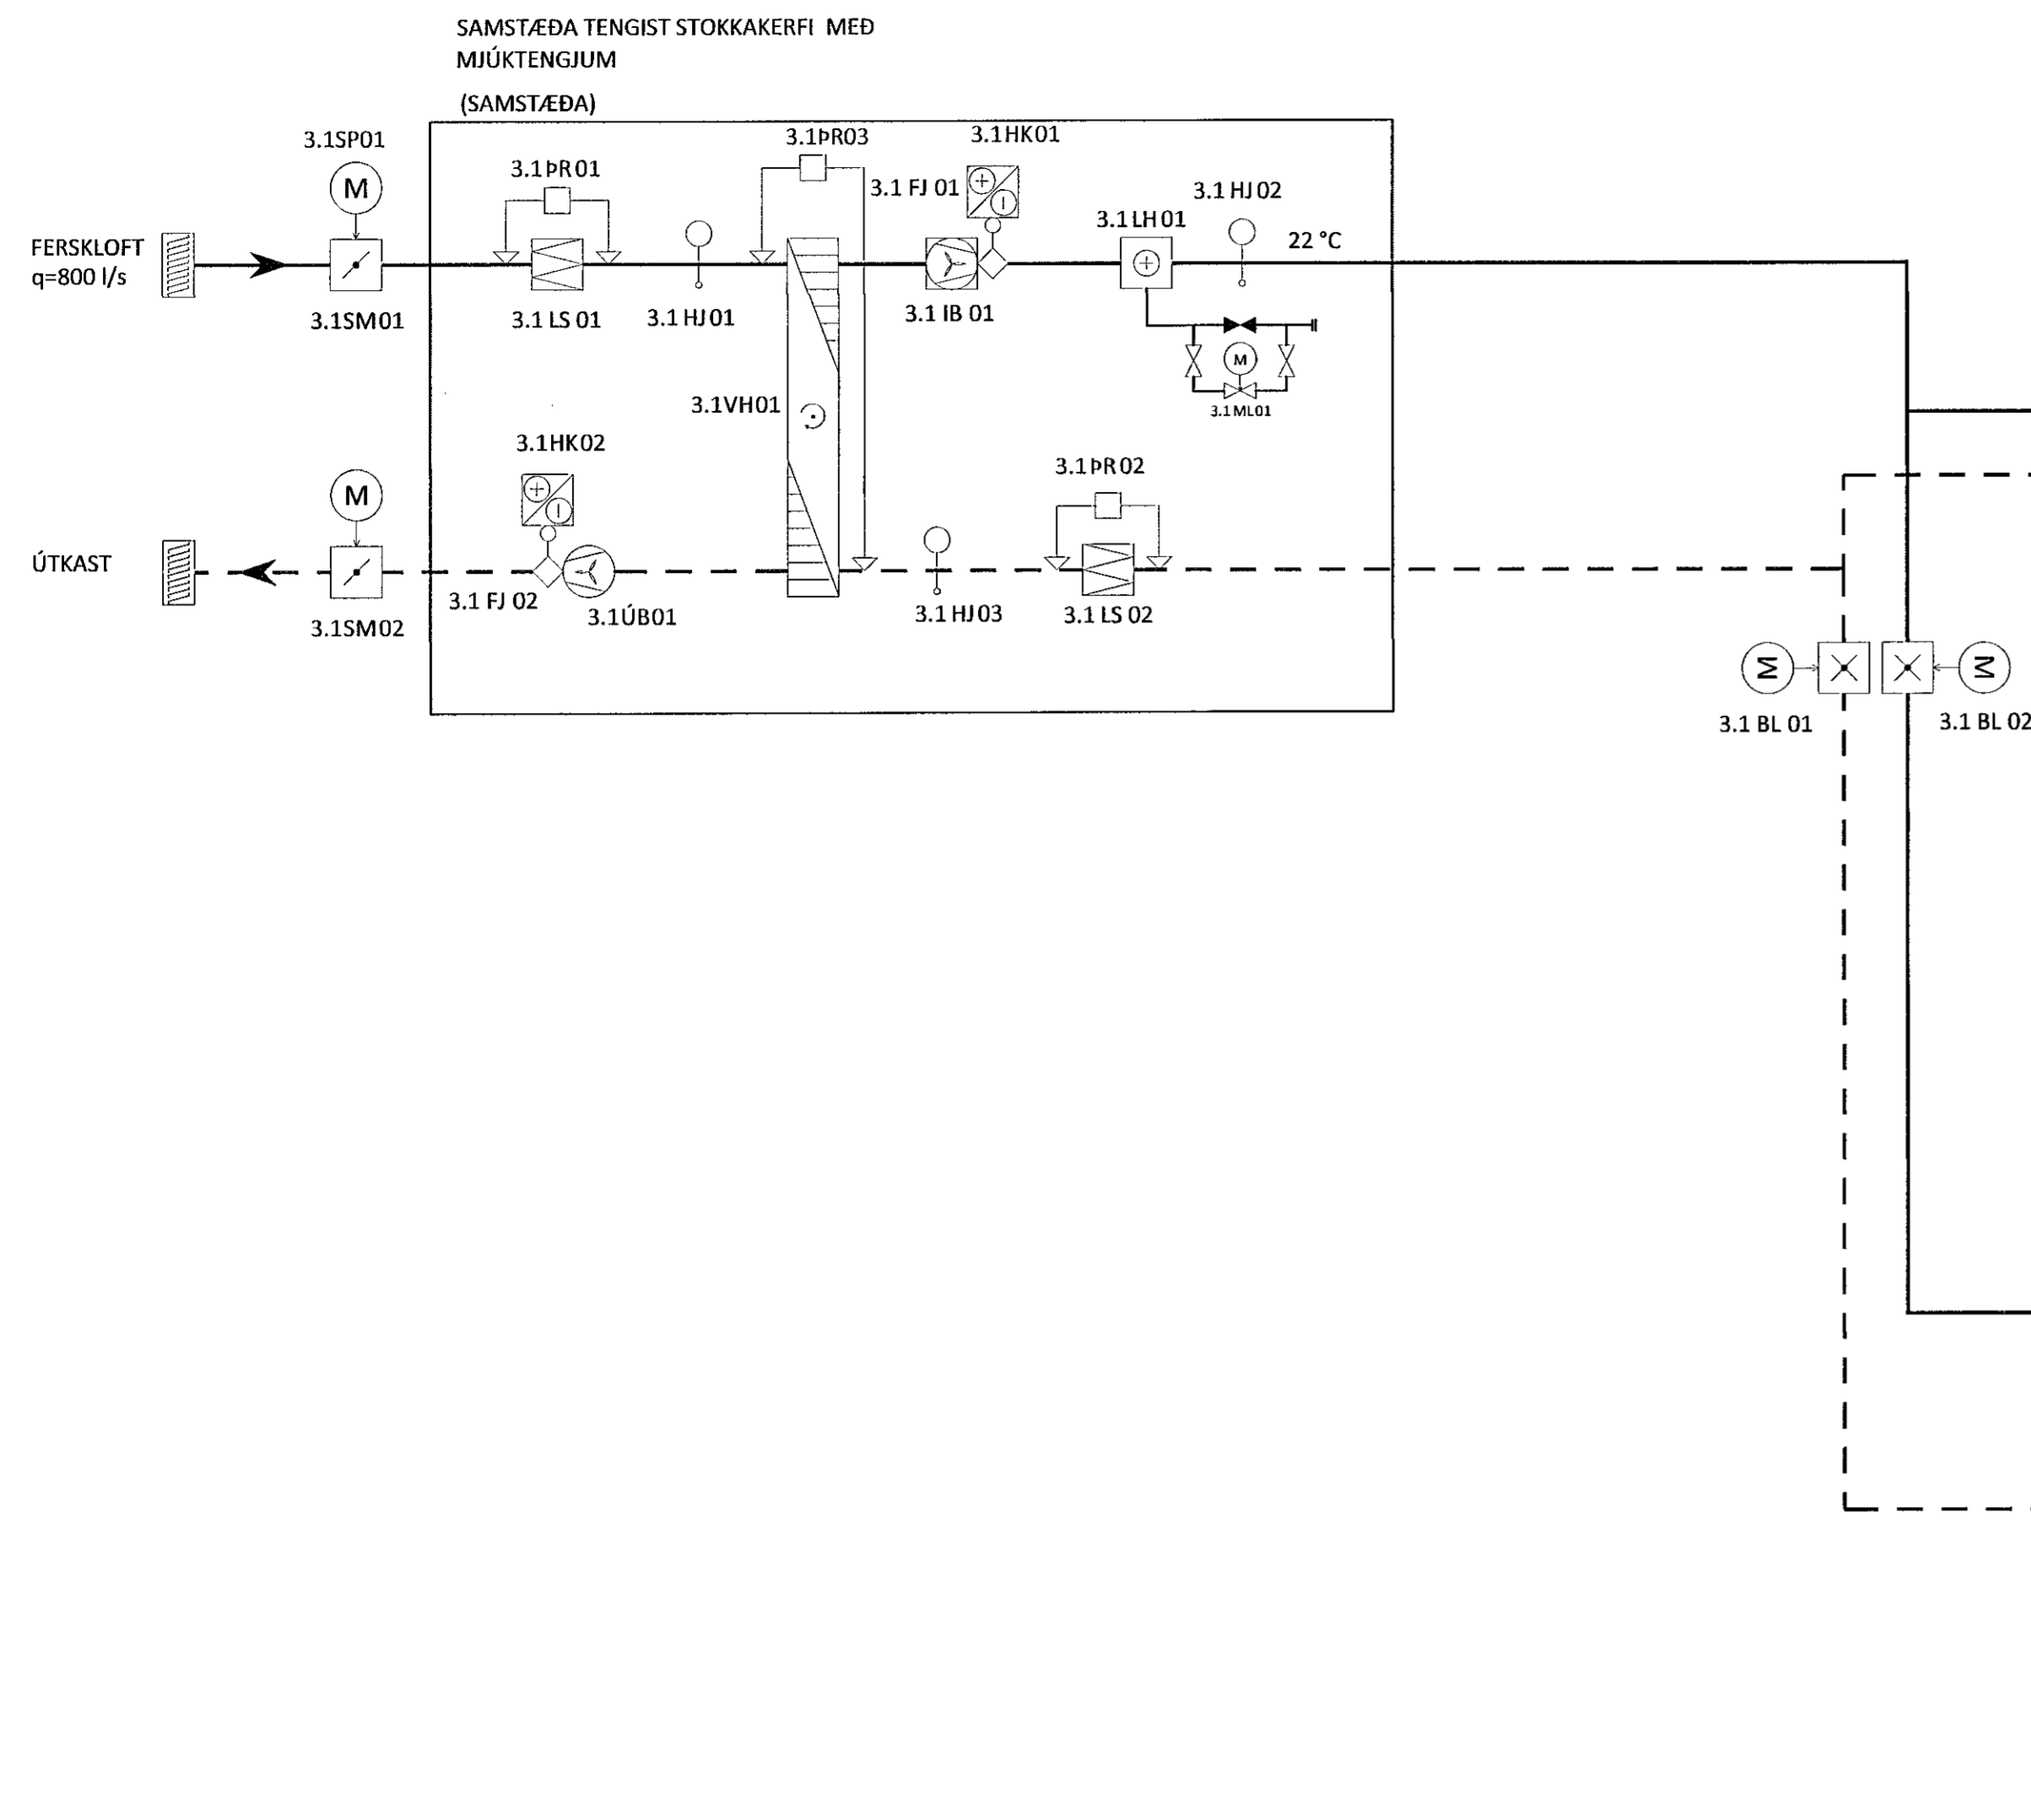 SAMSTÆÐA TENGIST STOKKAKERFI MEÐ
MJÚKTENGJUM
(SAMSTÆÐA)
3.1SP01
M
3.1ÞR01
3.1ÞR03
3.1HK01
3.1 FJ 01
3.1 HJ 02
3.1 LH 01
22 °C
FERSKLOFT
q=800 l/s
3.1SM01
3.1 LS 01
3.1 HJ 01
3.1 IB 01
M
3.1ML01
3.1VH01
3.1HK02
M
3.1ÞR02
ÚTKAST
3.1 FJ 02
3.1SM02
3.1ÚB01
3.1 HJ 03
3.1 LS 02
M
M
3.1 BL 01
3.1 BL 02